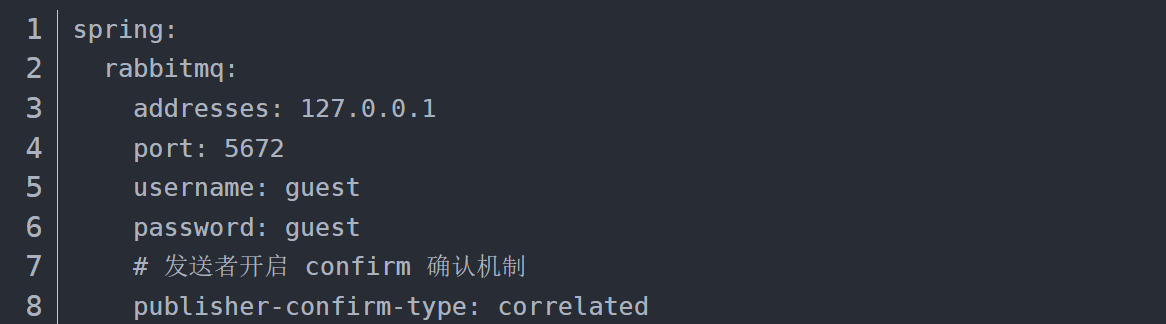 1 spring:
2   rabbitmq:
3     addresses: 127.0.0.1
4     port: 5672
5     username: guest
6     password: guest
7     # 发送者开启 confirm 确认机制
8     publisher-confirm-type: correlated